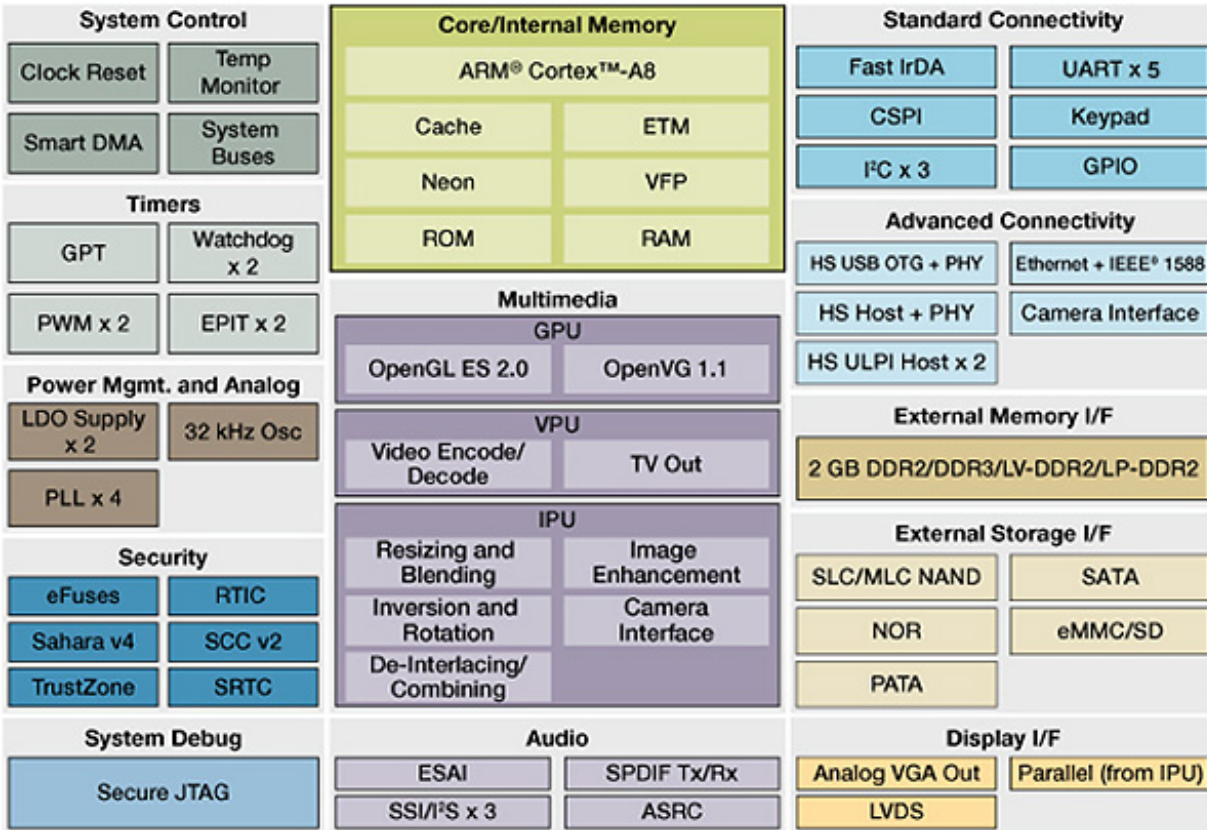 System Control
Clock Reset
Temp
Monitor
Smart DMA
System
Buses
Timers
GPT
Watchdog
x 2
PWM x 2
EPIT x 2
Power Mgmt. and Analog
LDO Supply
x 2
32 kHz Osc
PLL x 4
Security
eFuses
RTIC
Sahara v4
SCC v2
TrustZone
SRTC
System Debug
Secure JTAG
Core/Internal Memory
ARM® Cortex™-A8
Cache
ETM
Neon
VFP
ROM
RAM
Multimedia
GPU
OpenGL ES 2.0
OpenVG 1.1
VPU
Video Encode/
Decode
TV Out
IPU
Resizing and
Blending
Image
Enhancement
Inversion and
Rotation
Camera
Interface
De-Interlacing/
Combining
Audio
ESAI
SPDIF Tx/Rx
SSI/I²S x 3
ASRC
Standard Connectivity
Fast IrDA
UART x 5
CSPI
Keypad
I²C x 3
GPIO
Advanced Connectivity
HS USB OTG + PHY
Ethernet + IEEE® 1588
HS Host + PHY
Camera Interface
HS ULPI Host x 2
External Memory I/F
2 GB DDR2/DDR3/LV-DDR2/LP-DDR2
External Storage I/F
SLC/MLC NAND
SATA
NOR
eMMC/SD
PATA
Display I/F
Analog VGA Out
Parallel (from IPU)
LVDS